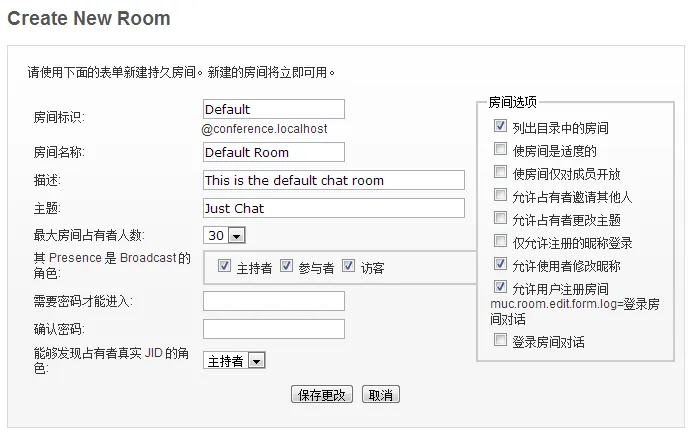 Create New Room
请使用下面的表单新建持久房间。新建的房间将立即可用。
房间标识:
Default
@conference.localhost
房间名称:
Default Room
描述:
This is the default chat room
主题:
Just Chat
最大房间占有者人数:
30
其 Presence 是 Broadcast 的
角色:
主持者
参与者
访客
需要密码才能进入:
确认密码:
能够发现占有者真实 JID 的角
色:
主持者
房间选项
列出目录中的房间
使房间是适度的
使房间仅对成员开放
允许占有者邀请其他人
允许占有者更改主题
仅允许注册的昵称登录
允许使用者修改昵称
允许用户注册房间
muc.room.edit.form.log=登录房
间对话
登录房间对话
保存更改
取消